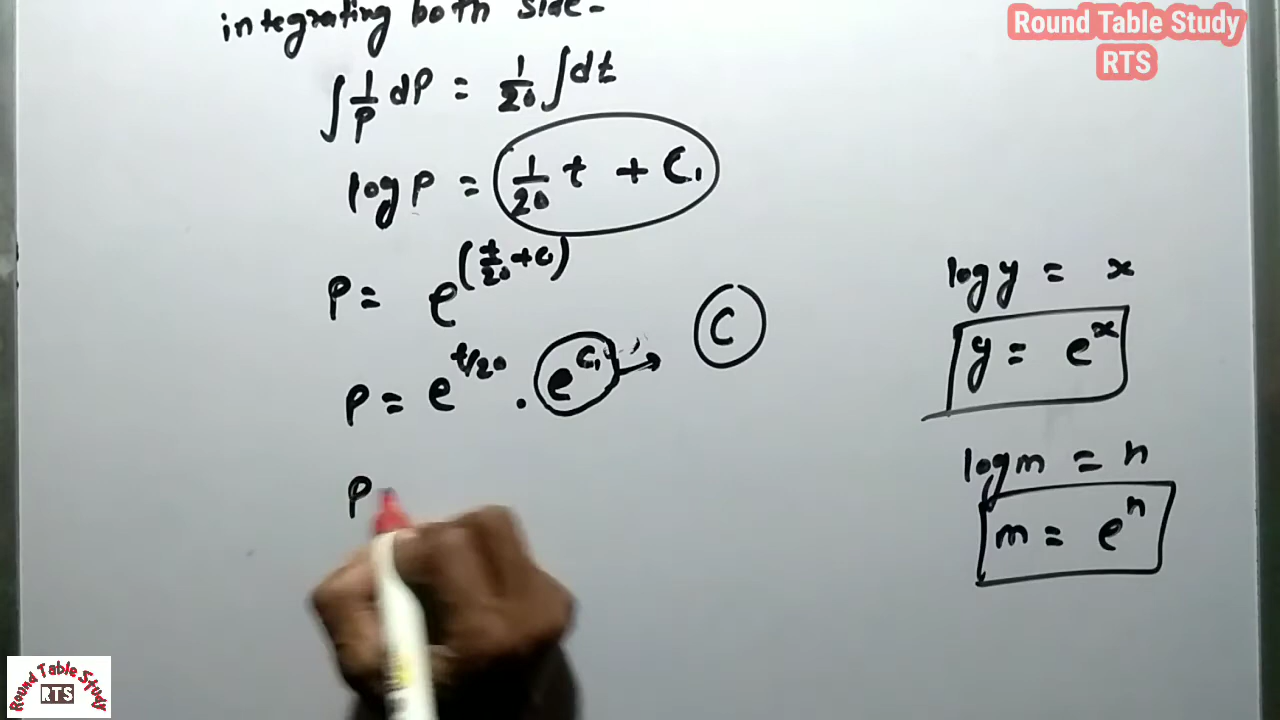 integrating both side-
∫ 1/P dP = 1/20 ∫dt
log P = 1/20 t + C₁
P = e^(t/20 + C₁)
P = e^t/20 . e^C₁ → C
P
log y = x
y = e^x
log m = n
m = e^n
Round Table Study
RTS
Round Table Study
RTS